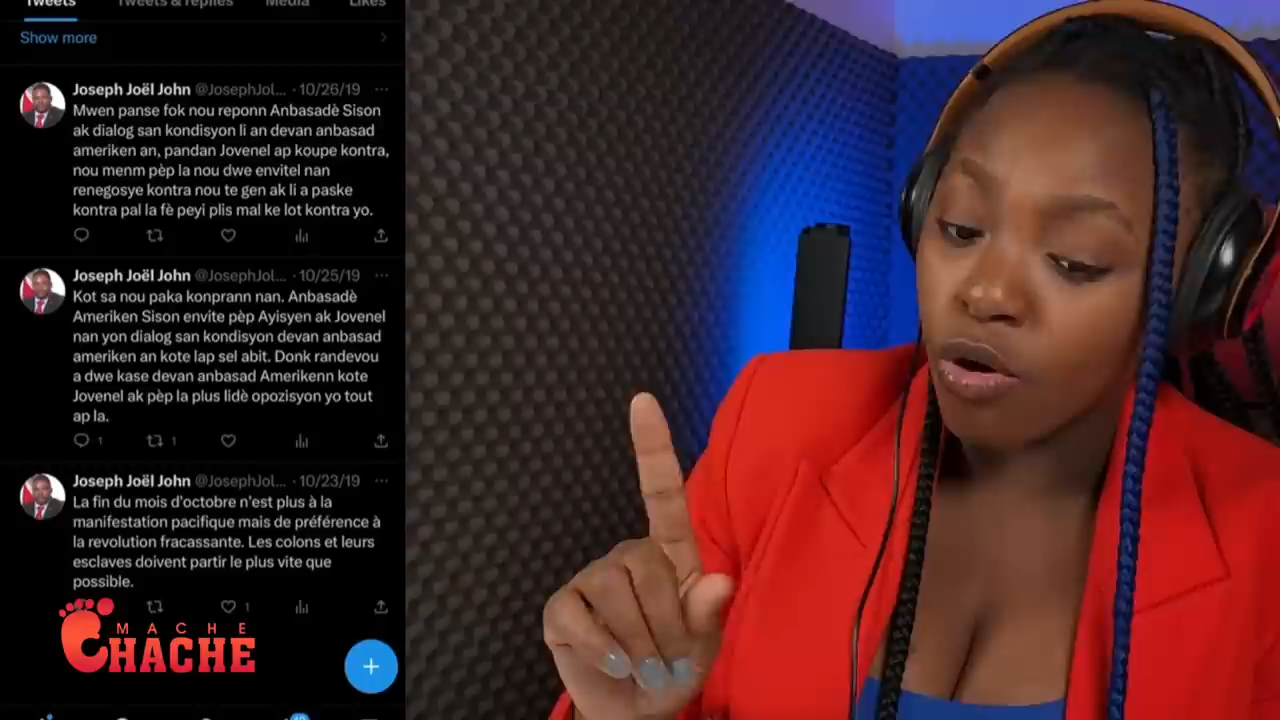 Tweets Tweets & replies Media Likes
Show more
Joseph Joël John @JosephJol... · 10/26/19
Mwen panse fok nou reponn Anbasadè Sison
ak dialog san kondisyon li an devan anbasad
ameriken an, pandan Jovenel ap koupe kontra,
nou menm pèp la nou dwe envitel nan
renegosye kontra nou te gen ak li a paske
kontra pal la fè peyi plis mal ke lot kontra yo.
Joseph Joël John @JosephJol... · 10/25/19
Kot sa nou paka konprann nan. Anbasadè
Ameriken Sison envite pèp Ayisyen ak Jovenel
nan yon dialog san kondisyon devan anbasad
ameriken an kote lap sel abit. Donk randevou
a dwe kase devan anbasad Amerikenn kote
Jovenel ak pèp la plus lidè opozisyon yo tout
ap la.
1 1
Joseph Joël John @JosephJol... · 10/23/19
La fin du mois d'octobre n'est plus à la
manifestation pacifique mais de préférence à
la revolution fracassante. Les colons et leurs
esclaves doivent partir le plus vite que
possible.
1
MACHE
CHACHE